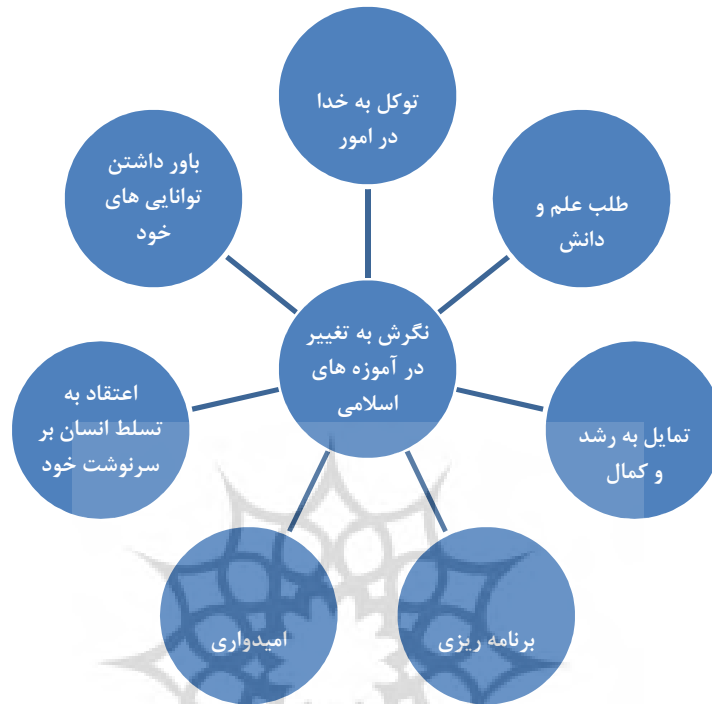 توکل به خدا
در امور
طلب علم و
دانش
تمایل به رشد
و کمال
برنامه ریزی
امیدواری
اعتقاد به
تسلط انسان بر
سرنوشت خود
باور داشتن
توانایی های
خود
نگرش به تغییر
در آموزه های
اسلامی